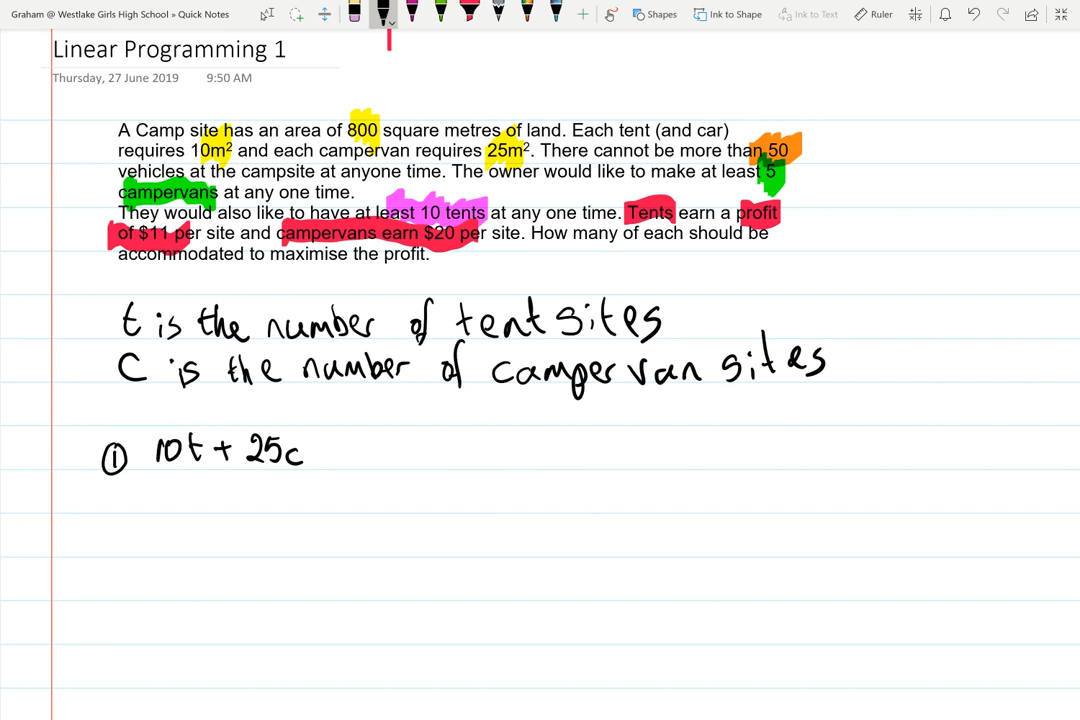 Graham @ Westlake Girls High School » Quick Notes
Shapes
Ink to Shape
Ink to Text
Ruler
Linear Programming 1
Thursday, 27 June 2019 9:50 AM
A Camp site has an area of 800 square metres of land. Each tent (and car)
requires 10m² and each campervan requires 25m². There cannot be more than 50
vehicles at the campsite at anyone time. The owner would like to make at least 5
campervans at any one time.
They would also like to have at least 10 tents at any one time. Tents earn a profit
of $11 per site and campervans earn $20 per site. How many of each should be
accommodated to maximise the profit.
t is the number of tent sites
C is the number of camper van sites
① 10t + 25c